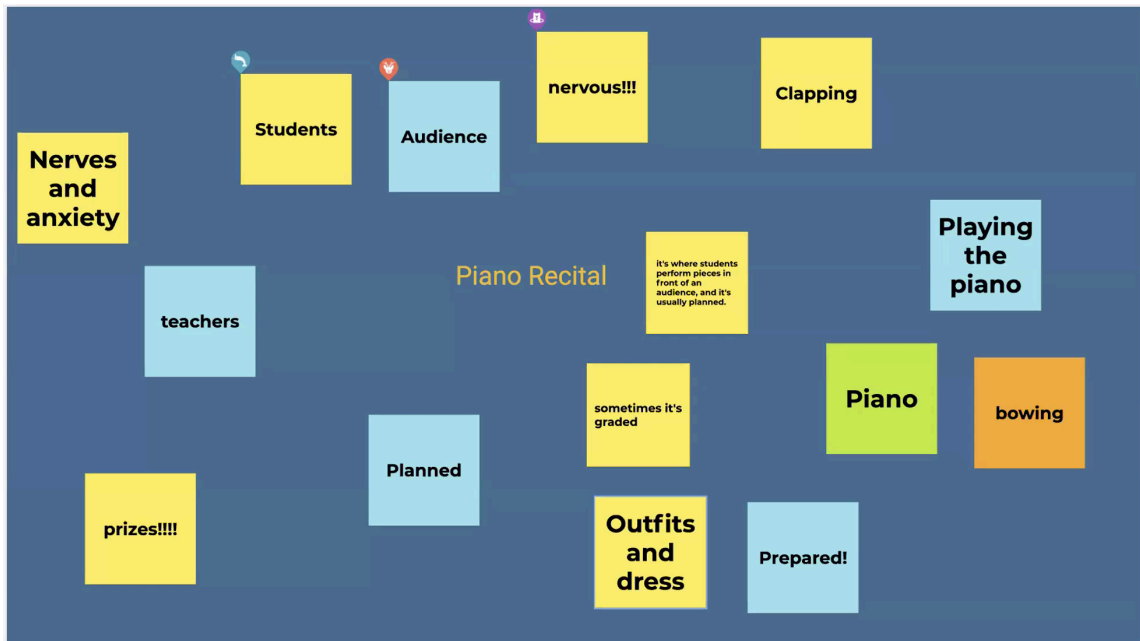 nervous!!!
Clapping
Students
Audience
Nerves
and
anxiety
Playing
the
piano
Piano Recital
it's where students
perform pieces in
front of an
audience, and it's
usually planned.
teachers
Piano
bowing
sometimes it's
graded
Planned
prizes!!!!
Outfits
and
dress
Prepared!